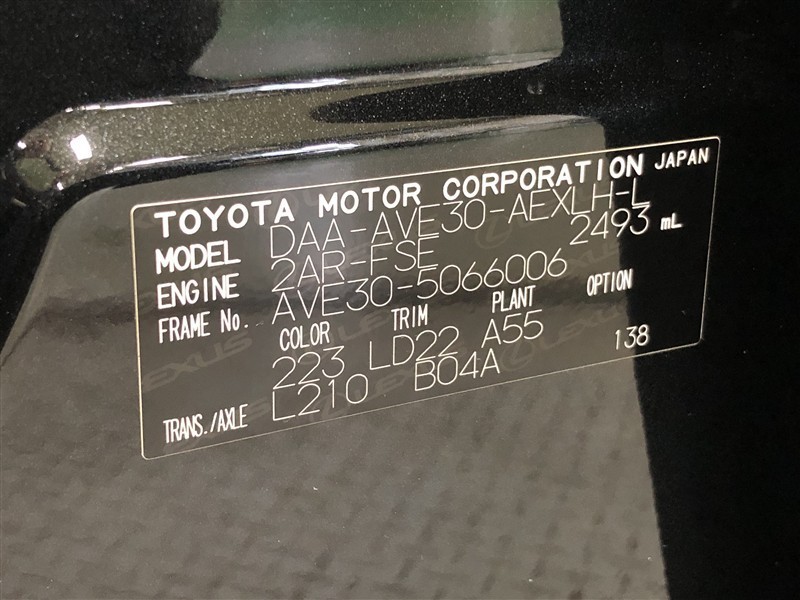 TOYOTA MOTOR CORPORATION JAPAN
MODEL DAA-AVE30-AEXLH-L
ENGINE 2AR-FSE 2493 mL
FRAME No. AVE30-5066006
COLOR TRIM PLANT OPTION
223 LD22 A55 138
TRANS./AXLE L210 B04A